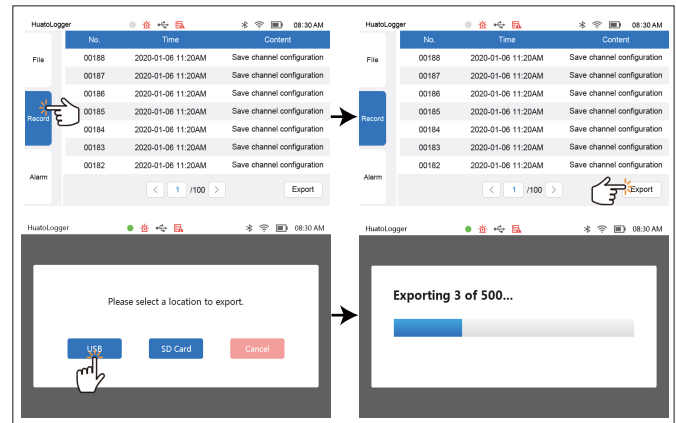 HuatoLogger 08:30 AM
No. Time Content
File
00188 2020-01-06 11:20AM Save channel configuration
00187 2020-01-06 11:20AM Save channel configuration
00186 2020-01-06 11:20AM Save channel configuration
Record
00185 2020-01-06 11:20AM Save channel configuration
00184 2020-01-06 11:20AM Save channel configuration
00183 2020-01-06 11:20AM Save channel configuration
00182 2020-01-06 11:20AM Save channel configuration
Alarm
< 1 /100 > Export
HuatoLogger 08:30 AM
No. Time Content
File
00188 2020-01-06 11:20AM Save channel configuration
00187 2020-01-06 11:20AM Save channel configuration
00186 2020-01-06 11:20AM Save channel configuration
Record
00185 2020-01-06 11:20AM Save channel configuration
00184 2020-01-06 11:20AM Save channel configuration
00183 2020-01-06 11:20AM Save channel configuration
00182 2020-01-06 11:20AM Save channel configuration
Alarm
< 1 /100 > Export
HuatoLogger 08:30 AM
Please select a location to export.
USB SD Card Cancel
HuatoLogger 08:30 AM
Exporting 3 of 500...